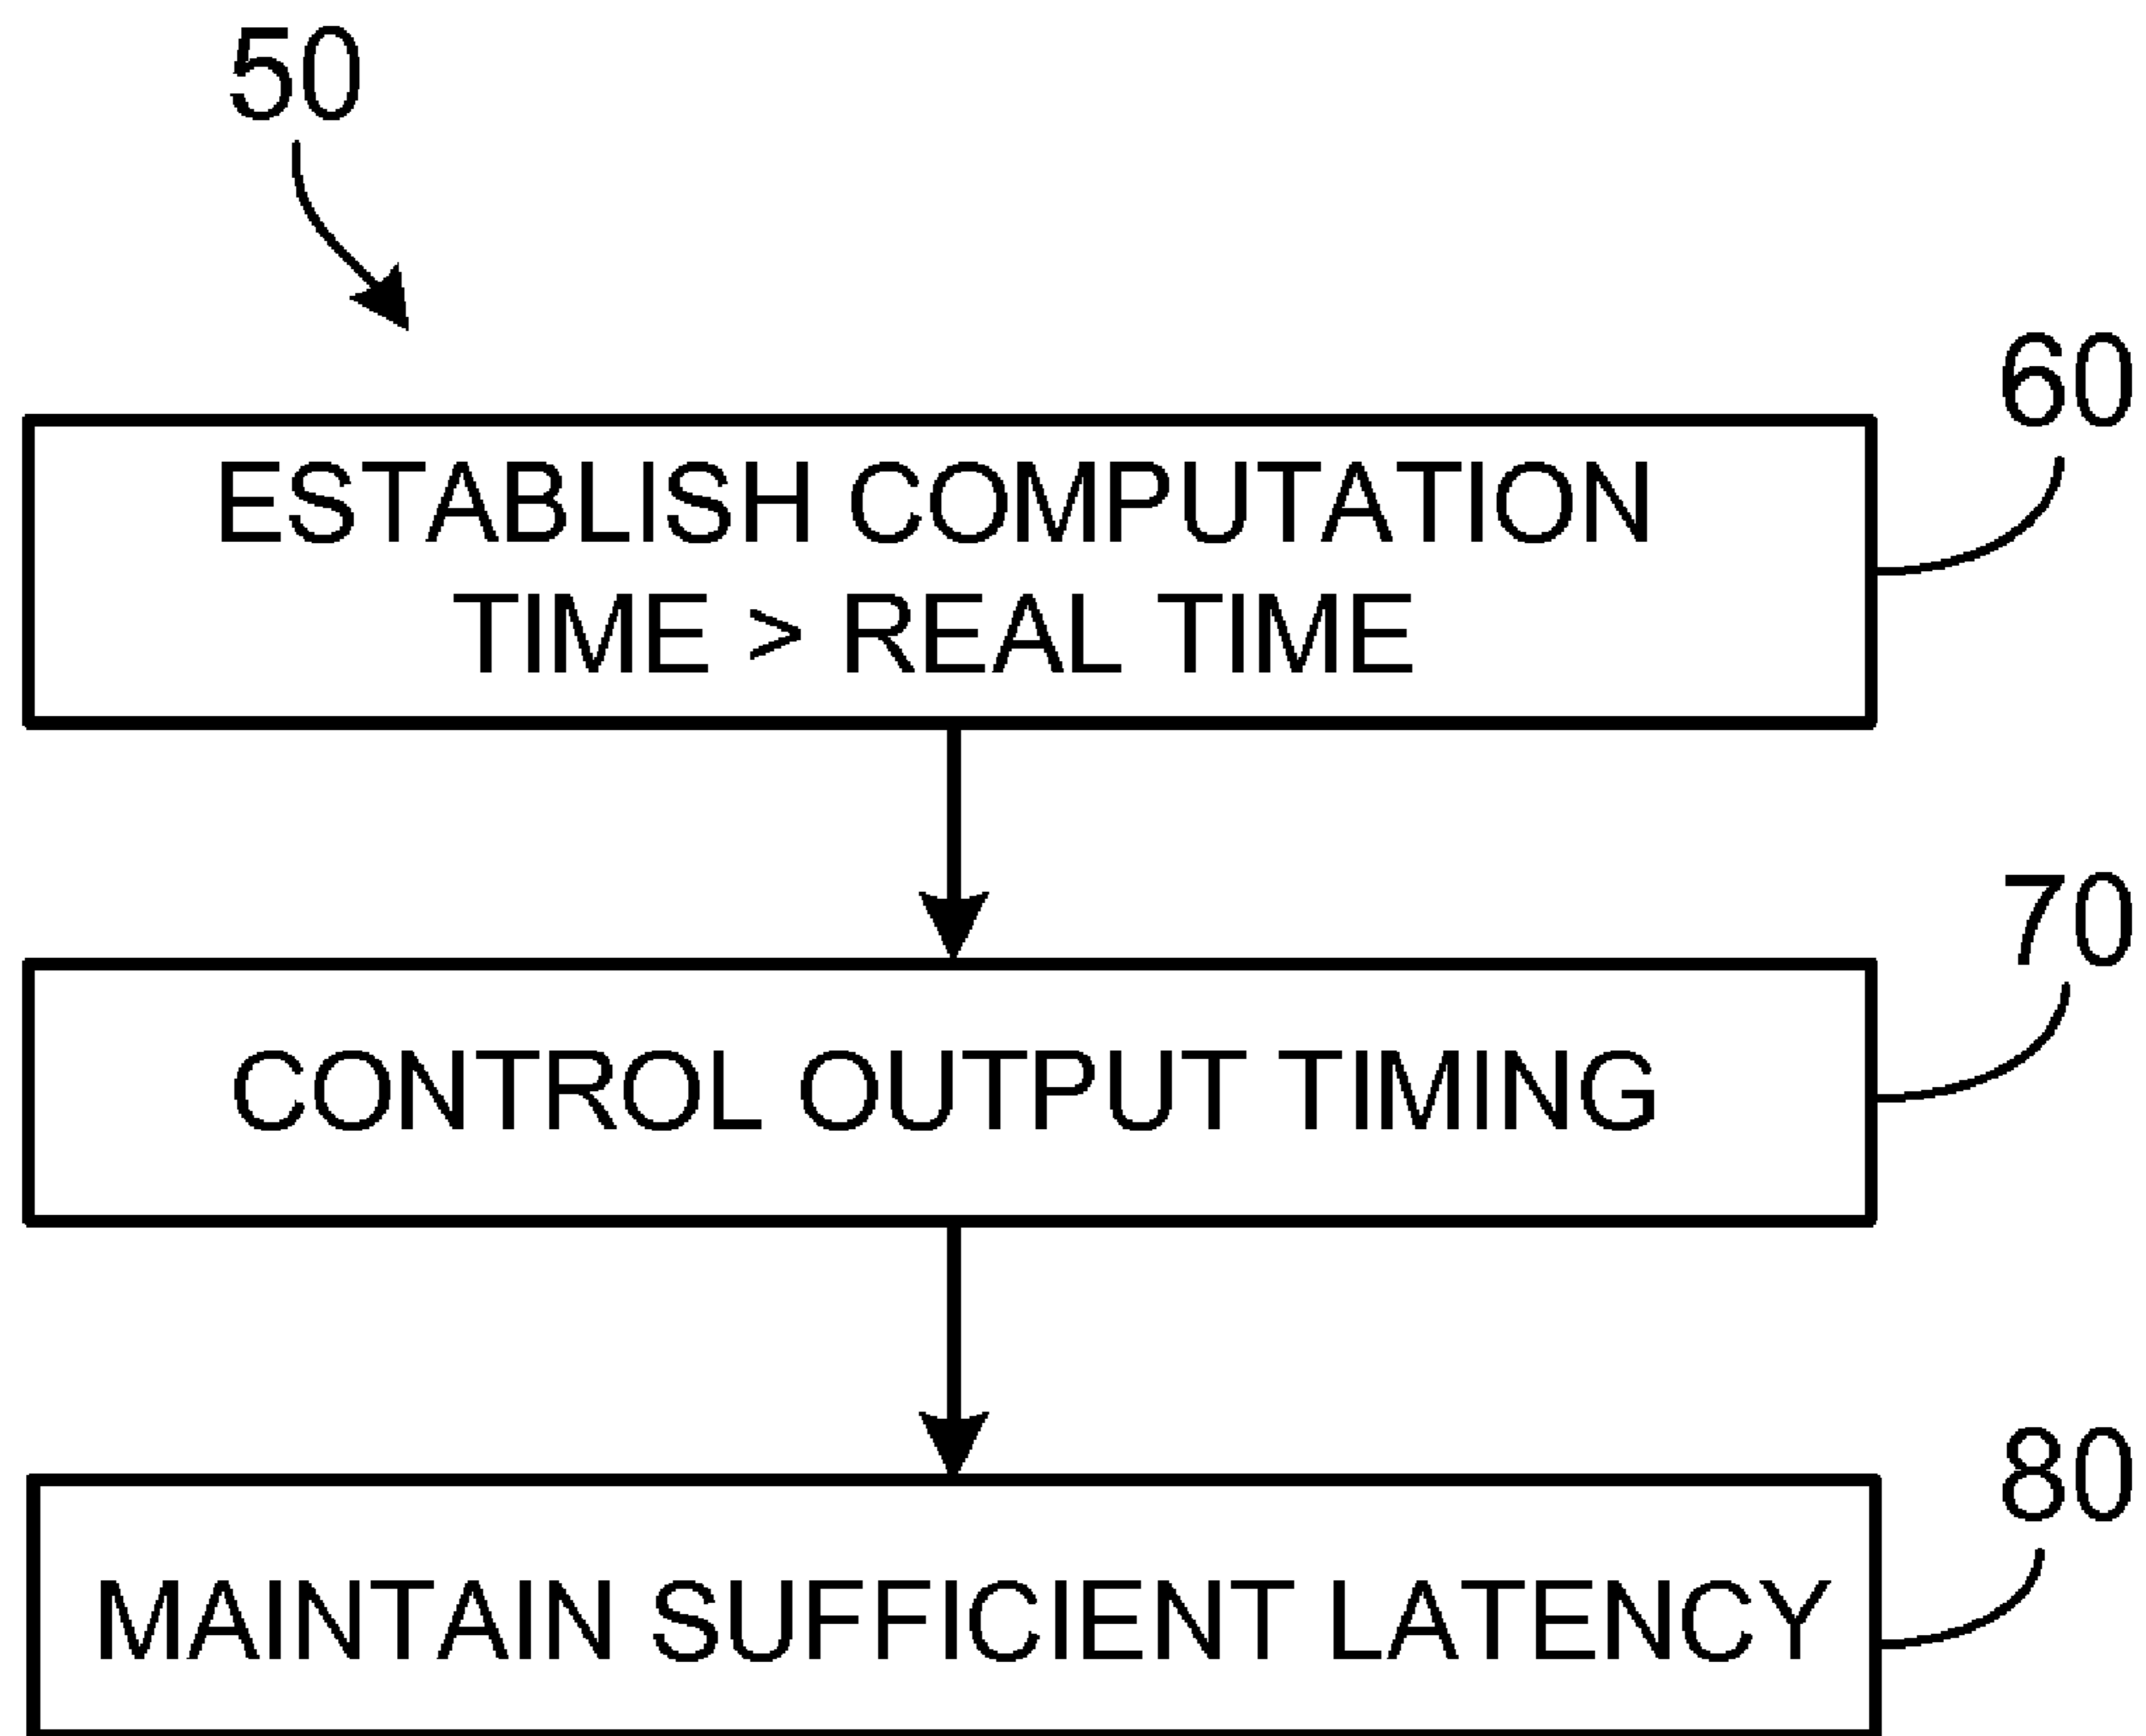 50
60
ESTABLISH COMPUTATION
TIME > REAL TIME
70
CONTROL OUTPUT TIMING
80
MAINTAIN SUFFICIENT LATENCY